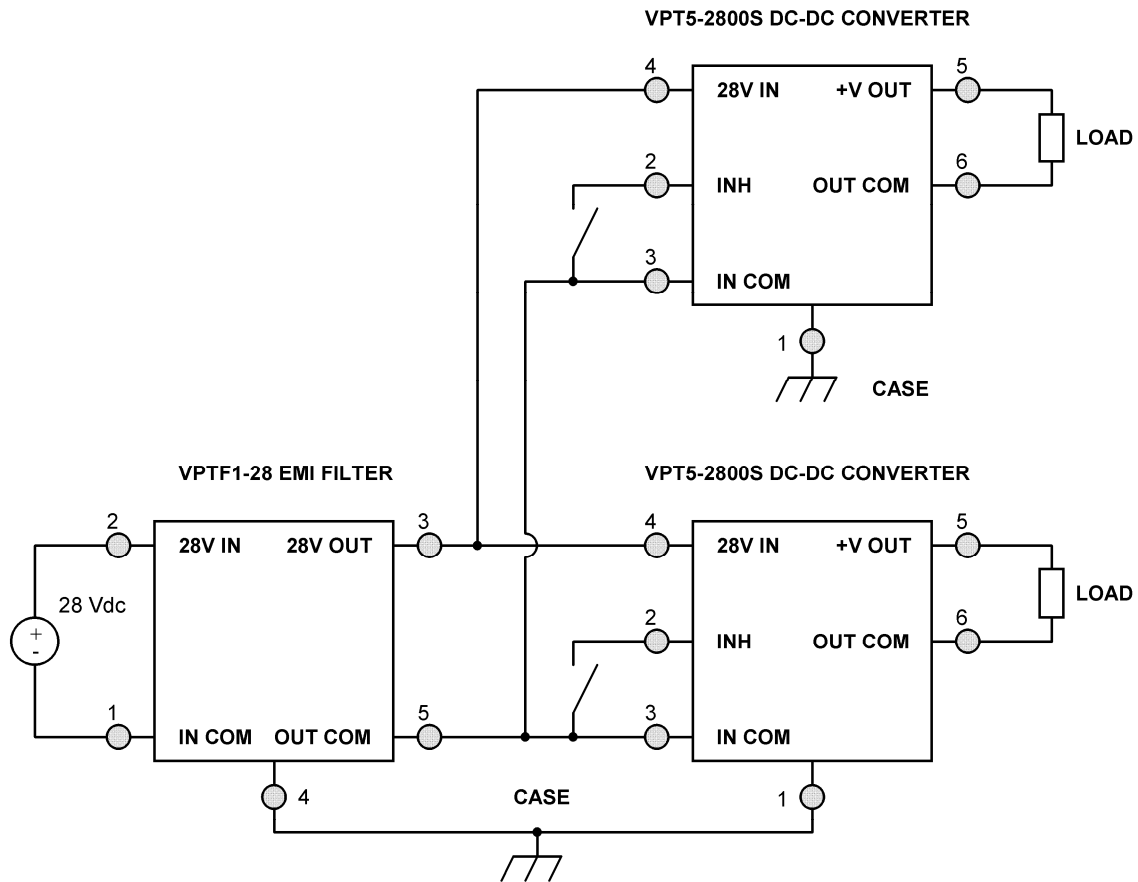 VPT5-2800S DC-DC CONVERTER
4
28V IN
+V OUT
5
LOAD
2
INH
OUT COM
6
3
IN COM
1
CASE
VPTF1-28 EMI FILTER
VPT5-2800S DC-DC CONVERTER
2
28V IN
28V OUT
3
4
28V IN
+V OUT
5
28 Vdc
+
-
LOAD
2
INH
OUT COM
6
1
IN COM
OUT COM
5
3
IN COM
4
CASE
1